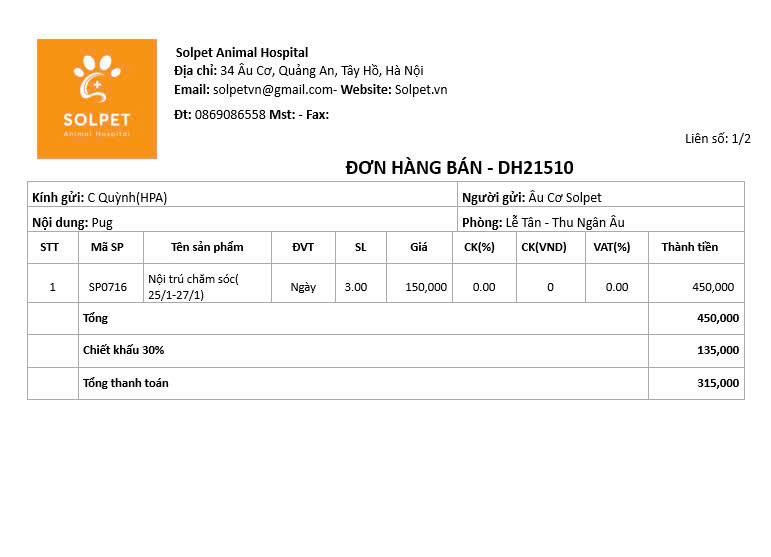 SOLPET
Animal Hospital
Solpet Animal Hospital
Địa chỉ: 34 Âu Cơ, Quảng An, Tây Hồ, Hà Nội
Email: solpetvn@gmail.com- Website: Solpet.vn
Đt: 0869086558 Mst: - Fax:
Liên số: 1/2
ĐƠN HÀNG BÁN - DH21510
Kính gửi: C Quỳnh(HPA) Người gửi: Âu Cơ Solpet
Nội dung: Pug Phòng: Lễ Tân - Thu Ngân Âu
STT Mã SP Tên sản phẩm ĐVT SL Giá CK(%) CK(VND) VAT(%) Thành tiền
1 SP0716 Nội trú chăm sóc( 25/1-27/1) Ngày 3.00 150,000 0.00 0 0.00 450,000
Tổng 450,000
Chiết khấu 30% 135,000
Tổng thanh toán 315,000